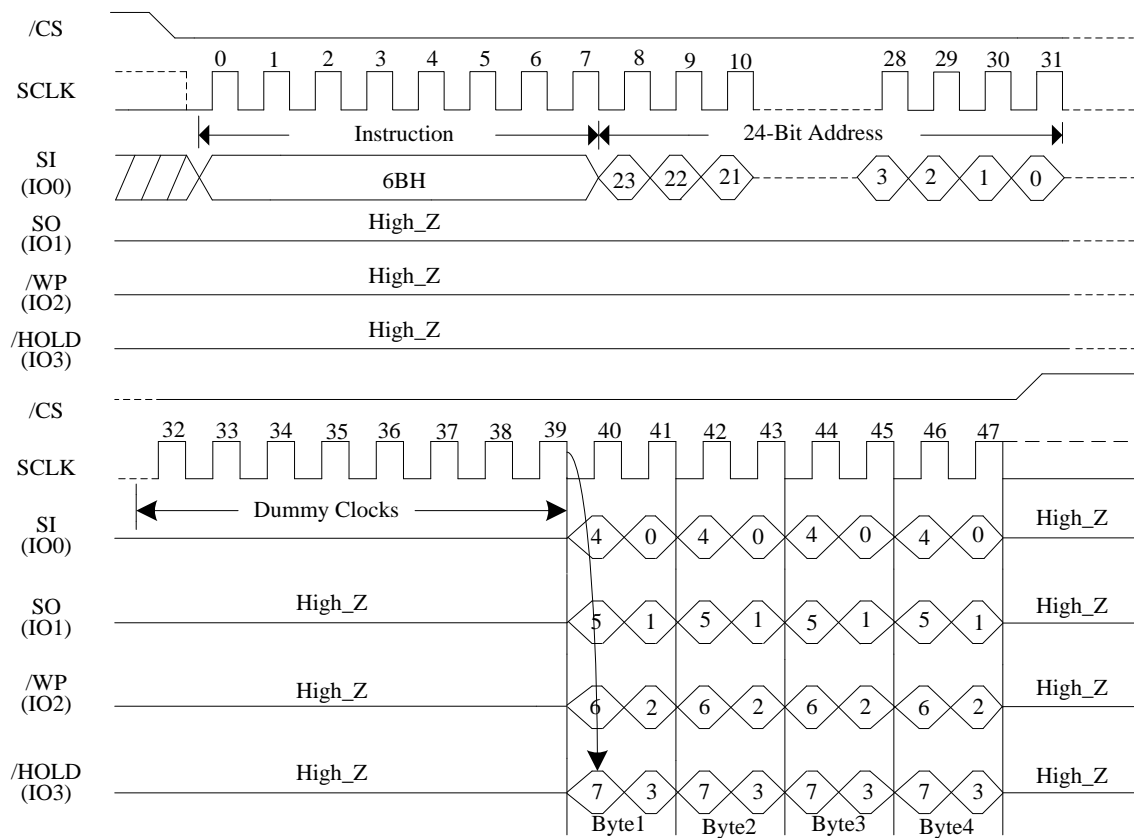 /CS
0 1 2 3 4 5 6 7 8 9 10 28 29 30 31
SCLK
Instruction 24-Bit Address
SI
(IO0)
6BH 23 22 21 3 2 1 0
SO
(IO1)
High_Z
/WP
(IO2)
High_Z
/HOLD
(IO3)
High_Z
/CS
32 33 34 35 36 37 38 39 40 41 42 43 44 45 46 47
SCLK
Dummy Clocks
SI
(IO0)
4 0 4 0 4 0 4 0 High_Z
SO
(IO1)
High_Z 5 1 5 1 5 1 5 1 High_Z
/WP
(IO2)
High_Z 6 2 6 2 6 2 6 2 High_Z
/HOLD
(IO3)
High_Z 7 3 7 3 7 3 7 3 High_Z
Byte1 Byte2 Byte3 Byte4